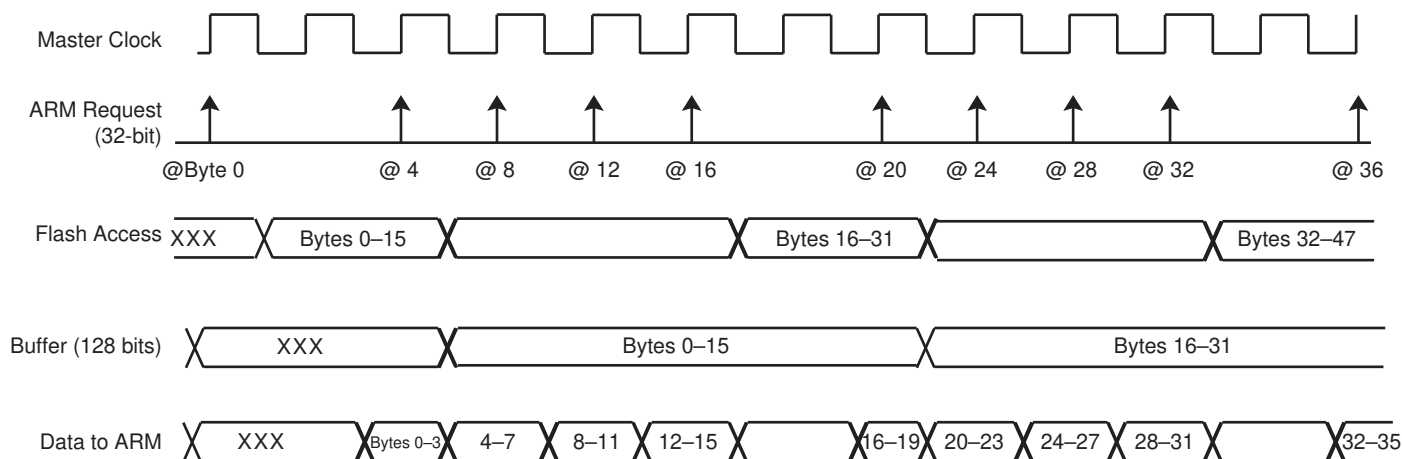 Master Clock
ARM Request
(32-bit)
@Byte 0 @ 4 @ 8 @ 12 @ 16 @ 20 @ 24 @ 28 @ 32 @ 36
Flash Access XXX Bytes 0–15 Bytes 16–31 Bytes 32–47
Buffer (128 bits) XXX Bytes 0–15 Bytes 16–31
Data to ARM XXX Bytes 0–3 4–7 8–11 12–15 16–19 20–23 24–27 28–31 32–35